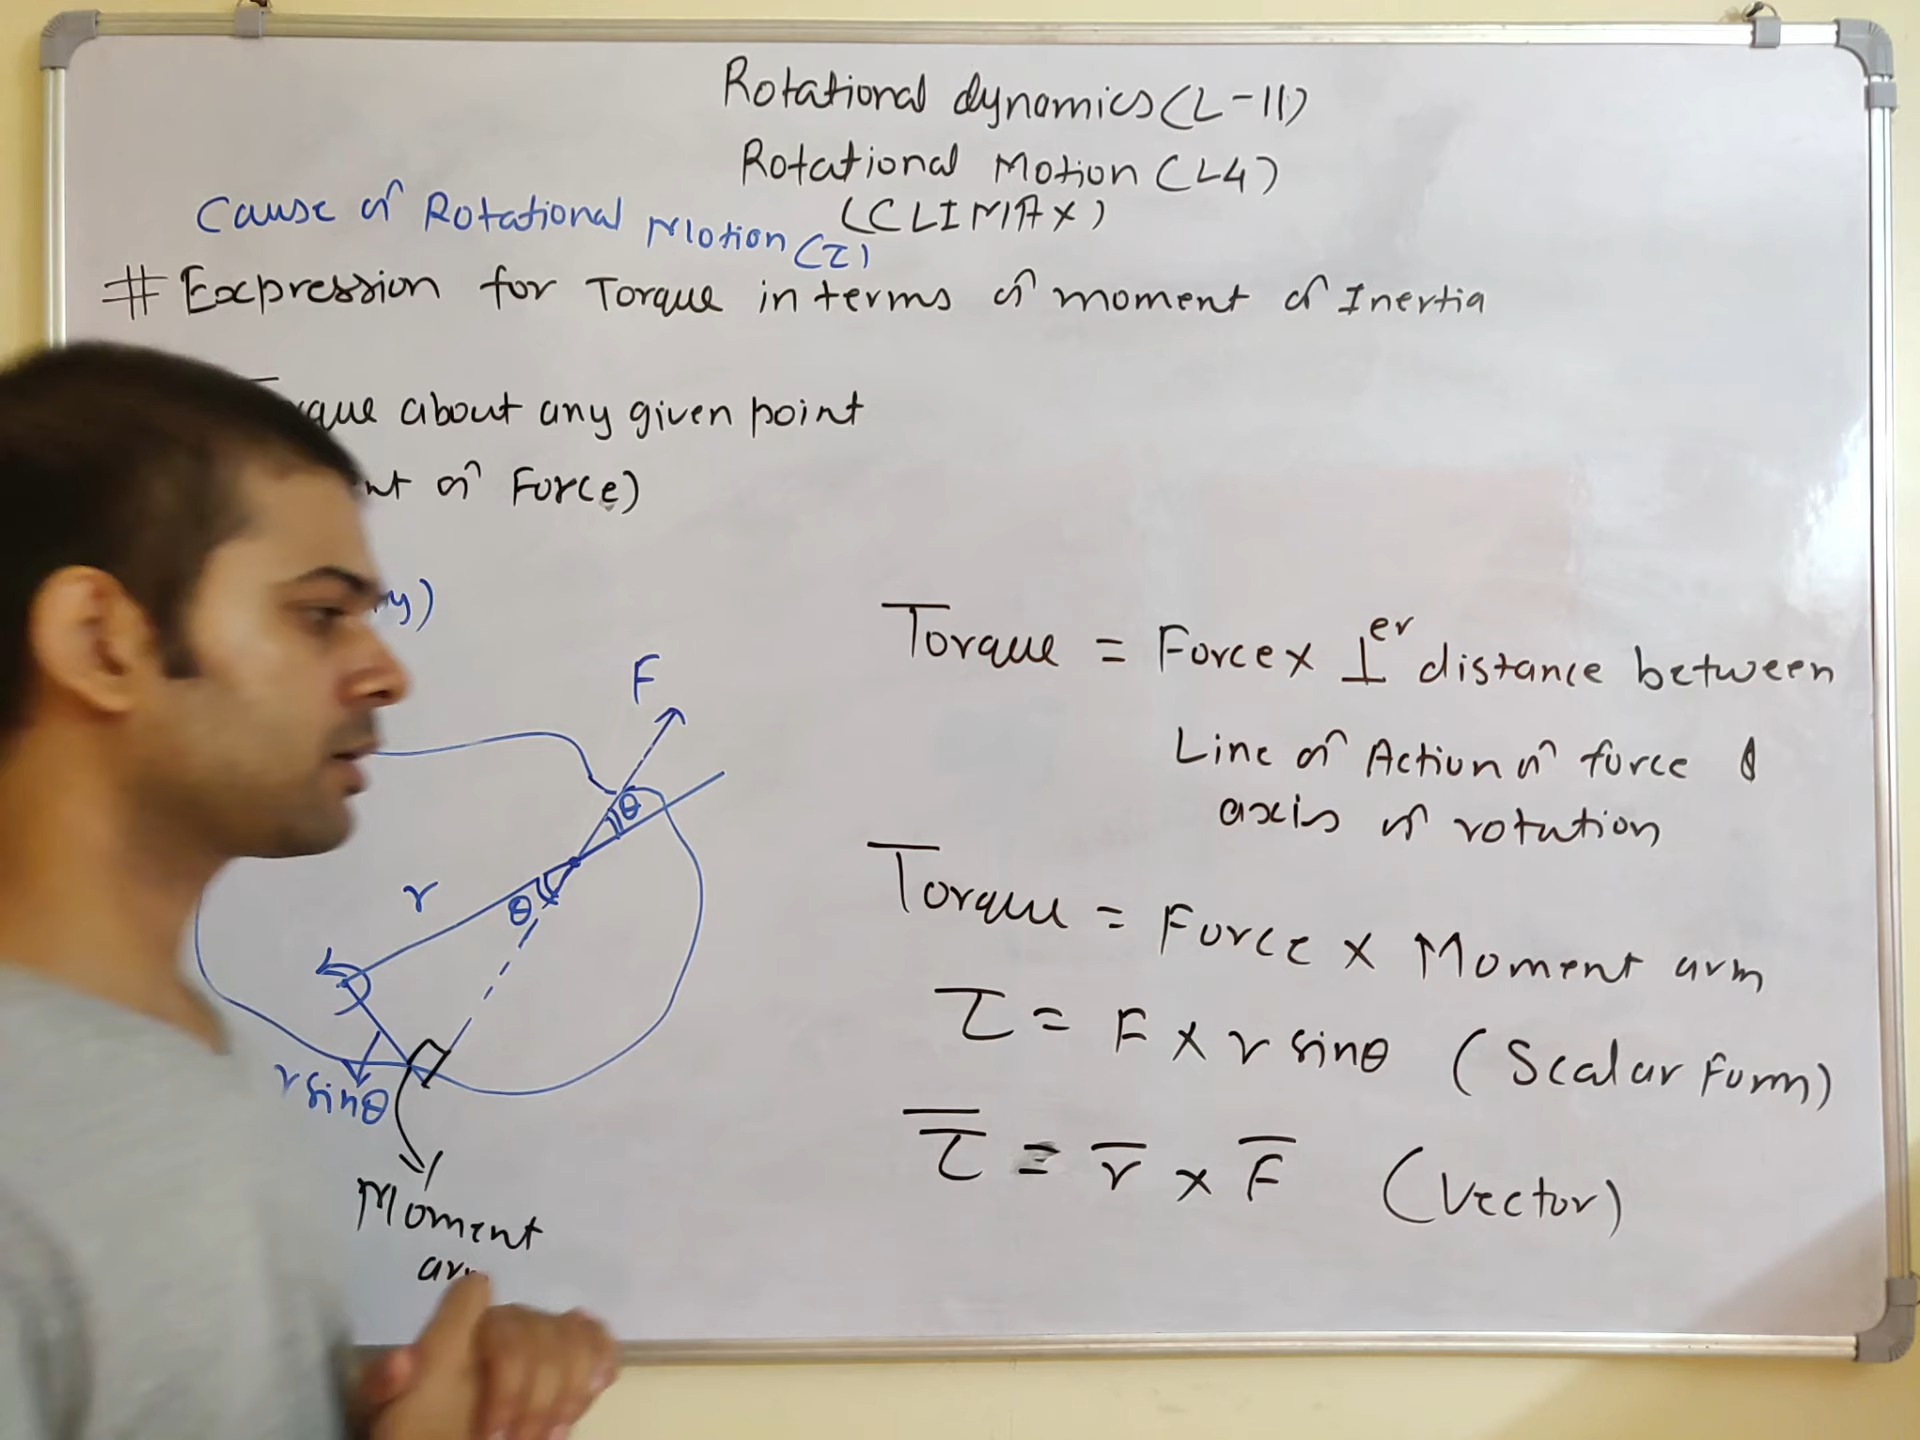 Rotational dynamics (L-11)
Rotational Motion (L4)
(CLIMAX)
Cause of Rotational Motion (τ)
# Expression for Torque in terms of moment of Inertia
about any given point
of Force)
F
θ
r
θ
r sinθ
Moment
Torque = Force × ⊥er distance between
Line of Action of force &
axis of rotation
Torque = Force × Moment arm
τ = F × r sinθ (Scalar Form)
τ̅ = r̅ × F̅ (Vector)